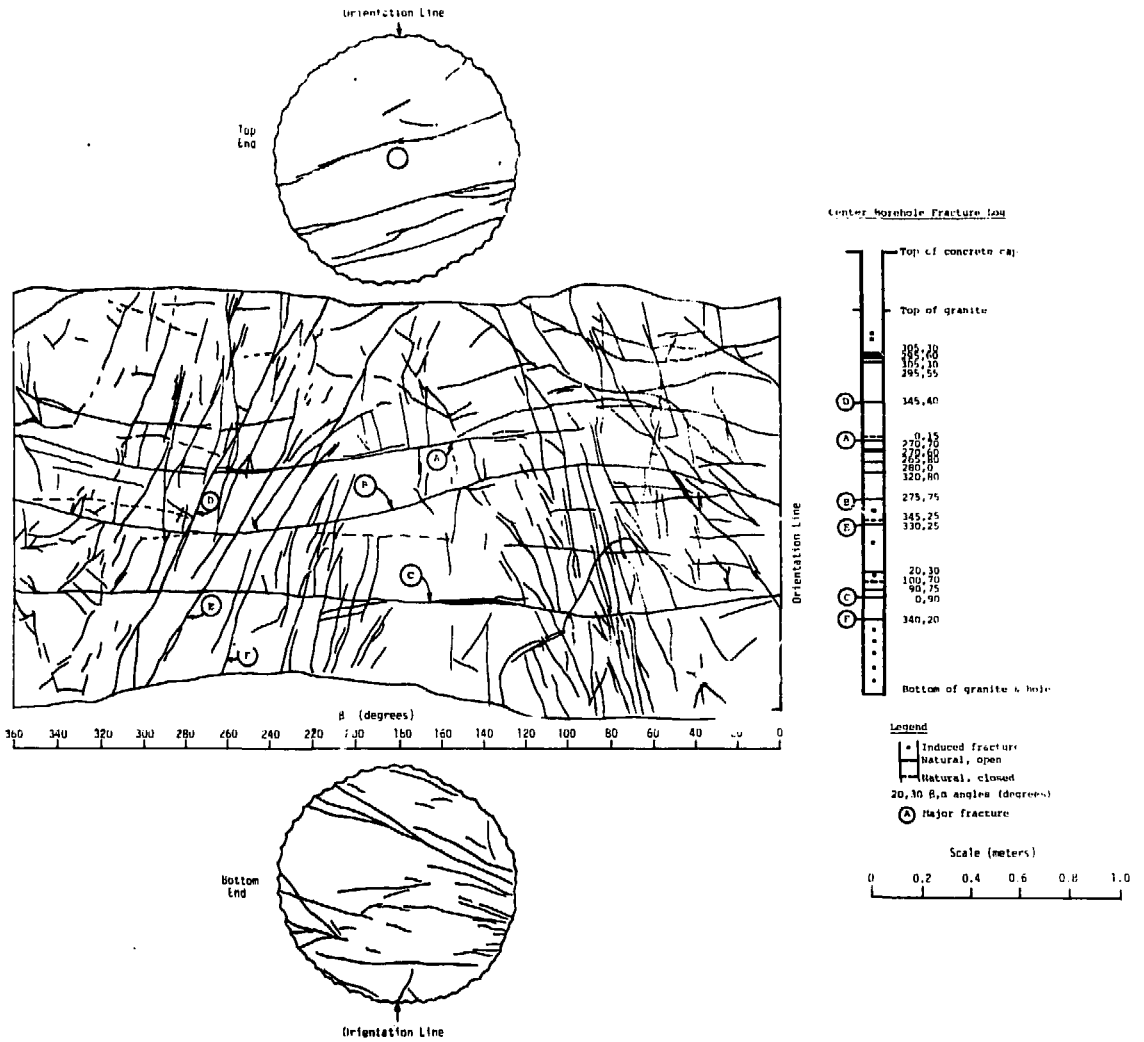 Orientation Line
Top
End
A
B
D
C
E
F
Orientation Line
β (degrees)
360 340 320 300 280 260 240 220 200 180 160 140 120 100 80 60 40 20 0
Bottom
End
Orientation Line
Center Borehole Fracture Log
Top of concrete cap
Top of granite
305,30
305,30
295,55
D 345,40
0,15
A 270,70
270,60
265,80
280,0
320,80
B 275,75
345,25
E 330,25
20,30
100,70
90,75
C 0,90
F 340,20
Bottom of granite & hole
Legend
Induced fracture
Natural, open
Natural, closed
20,30 β,α angles (degrees)
A Major fracture
Scale (meters)
0 0.2 0.4 0.6 0.8 1.0